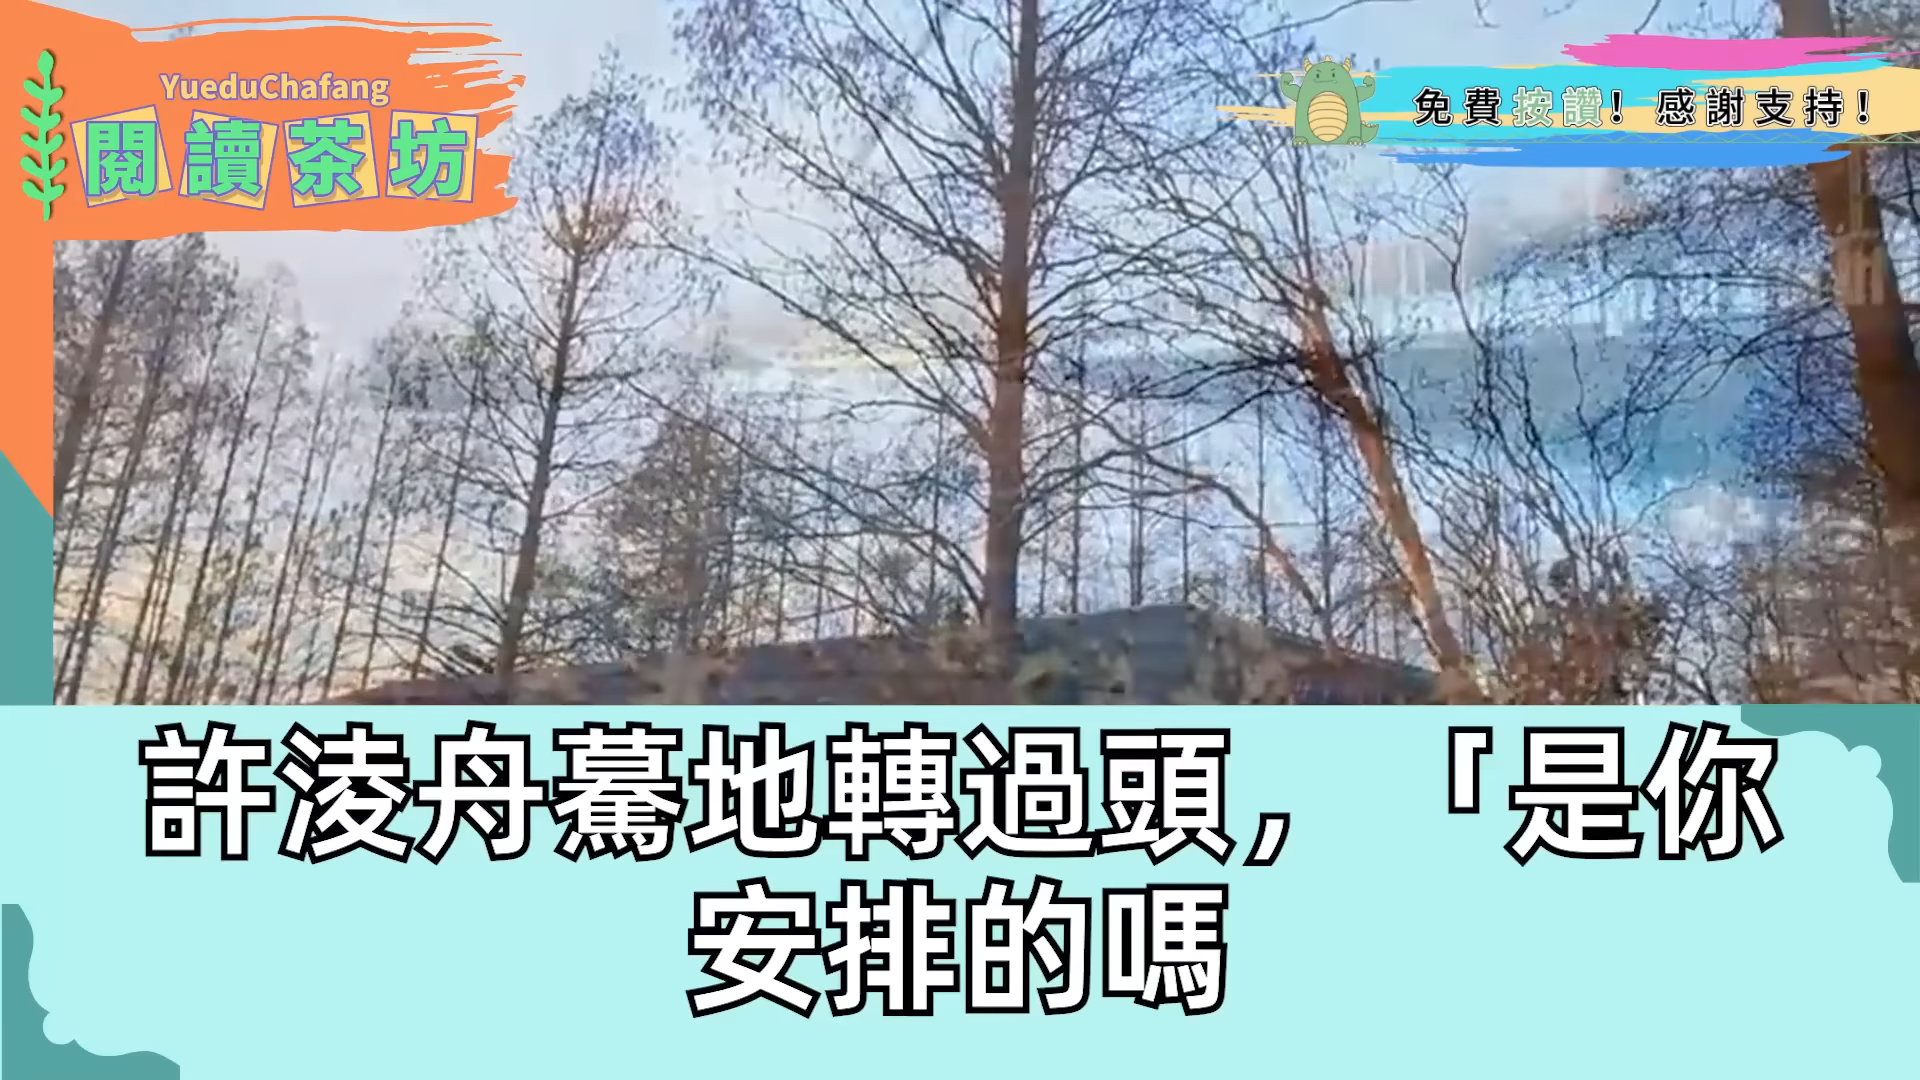 YueduChafang
閱讀茶坊
免費按讚！感謝支持！
許淩舟驀地轉過頭，「是你
安排的嗎